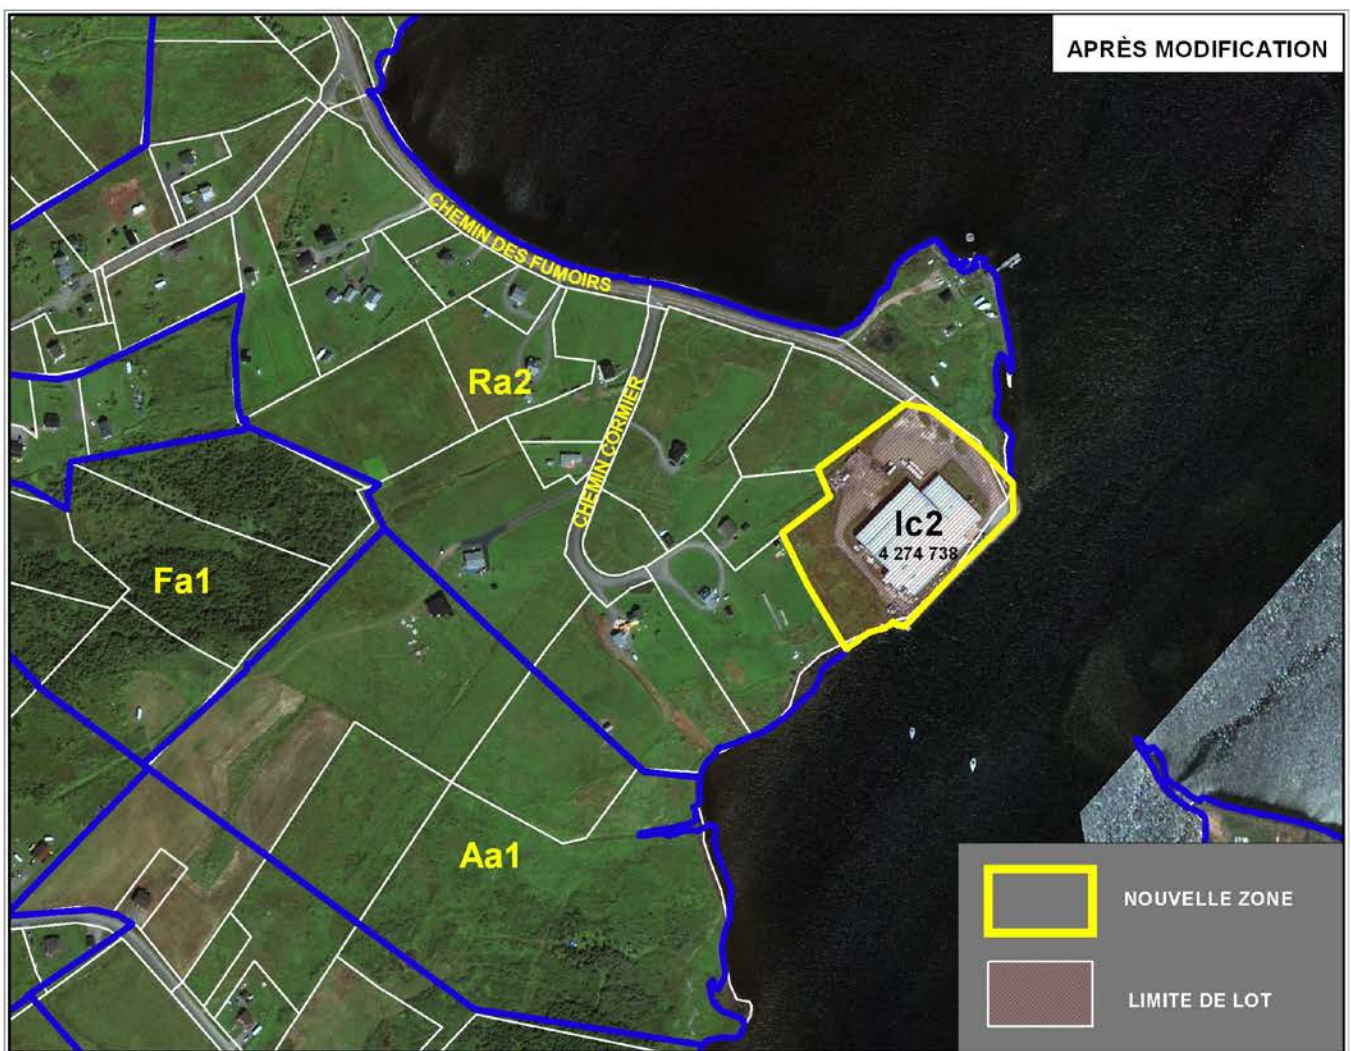 APRÈS MODIFICATION
CHEMIN DES FUMOIRS
Ra2
CHEMIN CORMIER
Ic2
4 274 738
Fa1
Aa1
NOUVELLE ZONE
LIMITE DE LOT